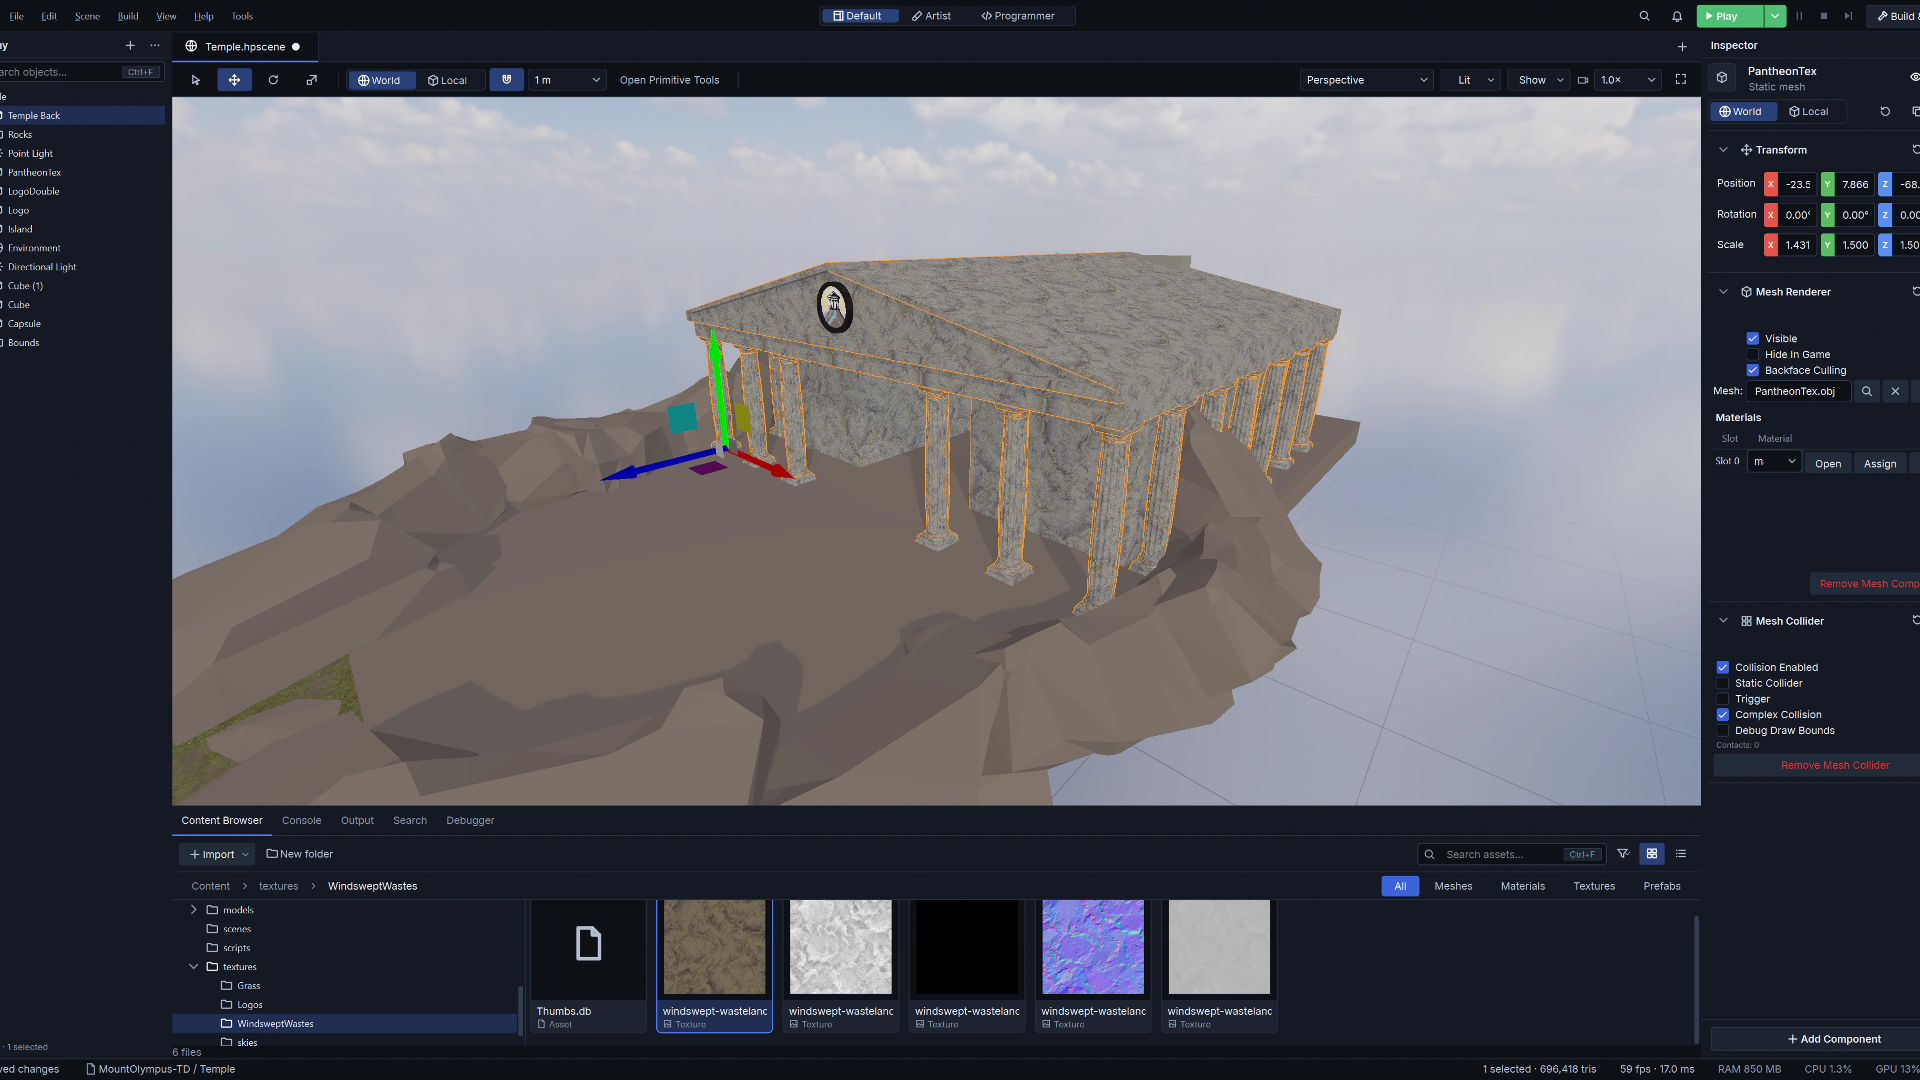 File Edit Scene Build View Help Tools
Default Artist Programmer
Play Build &
y
arch objects... Ctrl+F
le
Temple Back
Rocks
Point Light
PantheonTex
LogoDouble
Logo
Island
Environment
Directional Light
Cube (1)
Cube
Capsule
Bounds
· 1 selected
Temple.hpscene
World Local 1 m Open Primitive Tools
Perspective Lit Show 1.0×
Inspector
PantheonTex
Static mesh
World Local
Transform
Position X -23.5 Y 7.866 Z -68.
Rotation X 0.00° Y 0.00° Z 0.00
Scale X 1.431 Y 1.500 Z 1.50
Mesh Renderer
Visible
Hide In Game
Backface Culling
Mesh: PantheonTex.obj
Materials
Slot Material
Slot 0 m Open Assign
Remove Mesh Comp
Mesh Collider
Collision Enabled
Static Collider
Trigger
Complex Collision
Debug Draw Bounds
Contacts: 0
Remove Mesh Collider
Add Component
Content Browser Console Output Search Debugger
Import New folder
Search assets... Ctrl+F
Content > textures > WindsweptWastes
All Meshes Materials Textures Prefabs
models
scenes
scripts
textures
Grass
Logos
WindsweptWastes
skies
Thumbs.db
Asset
windswept-wasteland
Texture
windswept-wasteland
Texture
windswept-wasteland
Texture
windswept-wasteland
Texture
windswept-wasteland
Texture
6 files
ved changes MountOlympus-TD / Temple
1 selected · 696,418 tris 59 fps · 17.0 ms RAM 850 MB CPU 1.3% GPU 13%